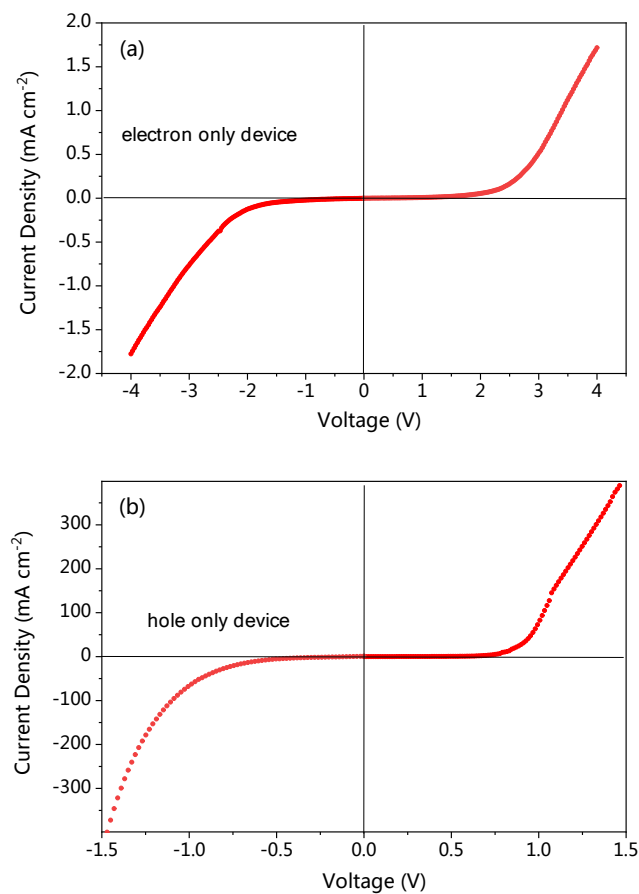 (a)
electron only device
2.0
1.5
1.0
0.5
0.0
-0.5
-1.0
-1.5
2.0
Current Density (mA cm-2)
-4 -3 -2 -1 0 1 2 3 4
Voltage (V)
(b)
hole only device
300
200
100
0
-100
-200
-300
Current Density (mA cm-2)
-1.5 -1.0 -0.5 0.0 0.5 1.0 1.5
Voltage (V)